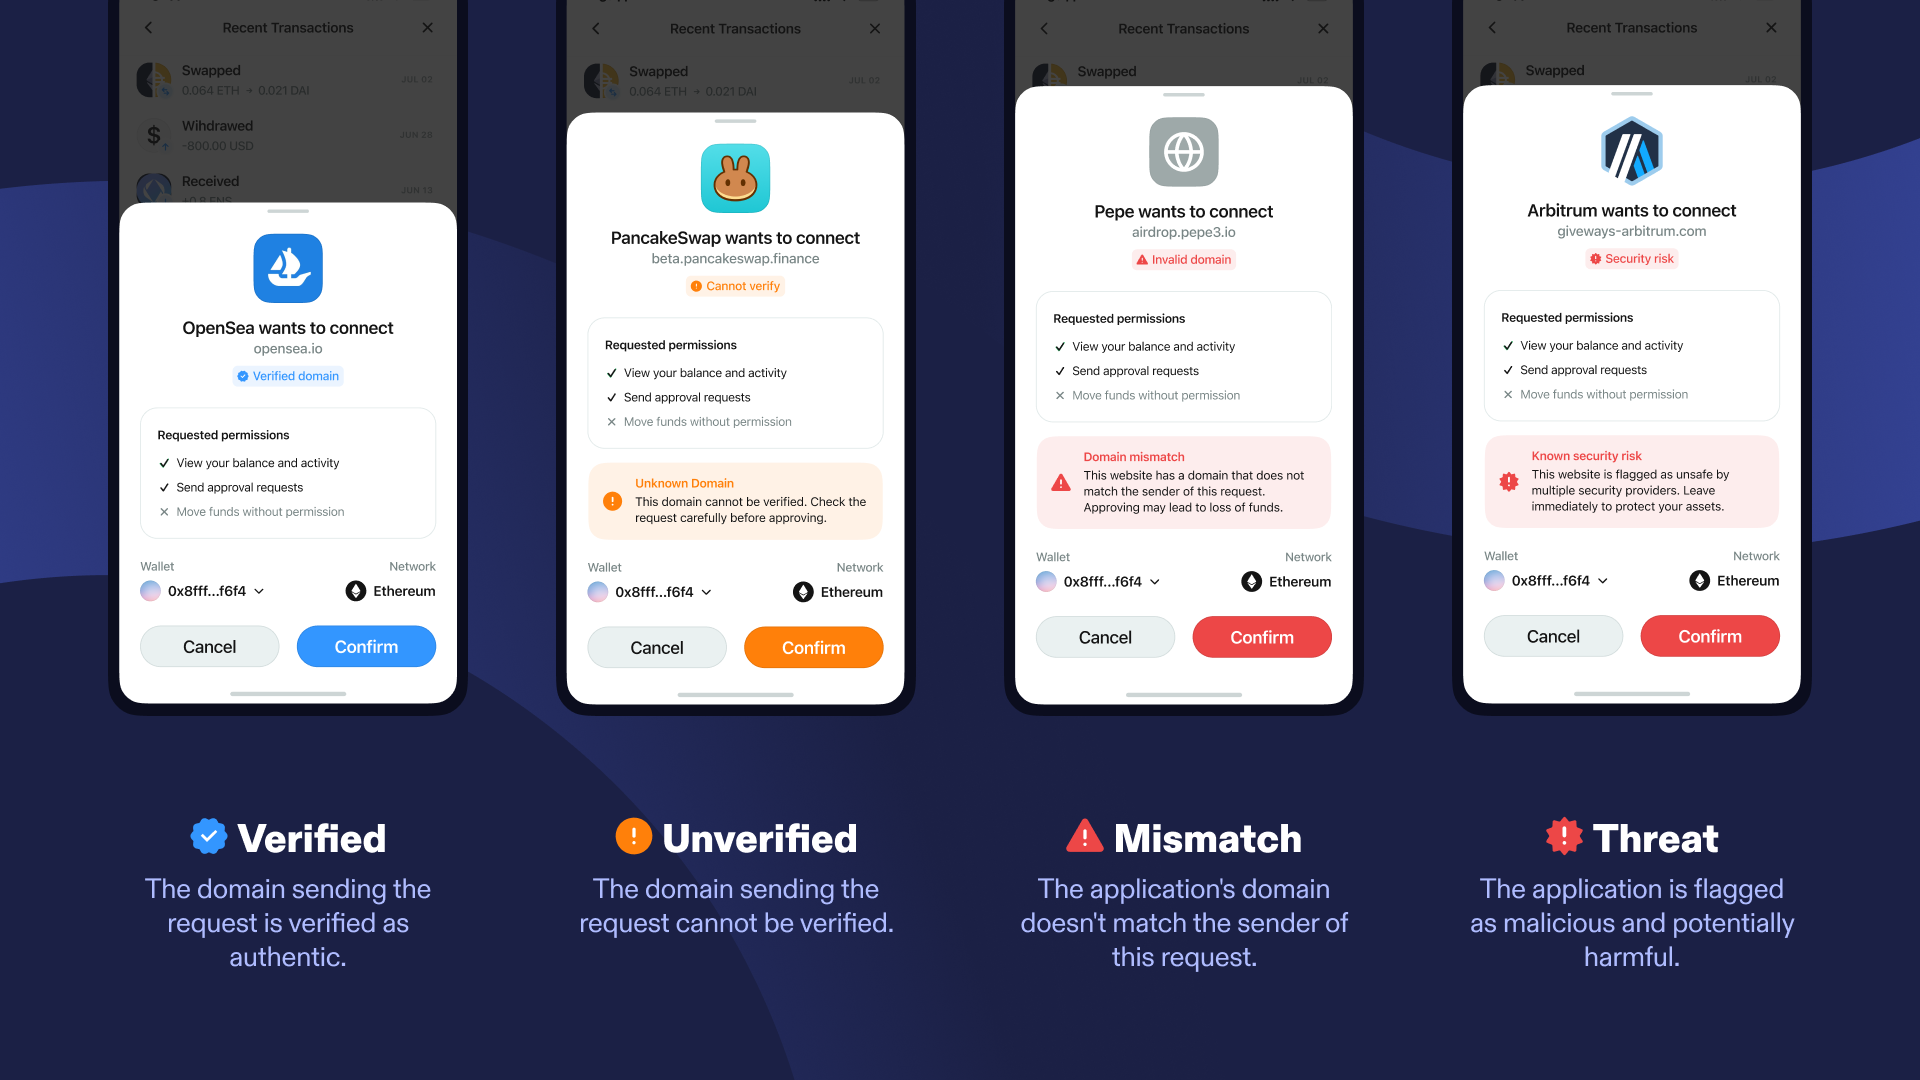 Recent Transactions
Swapped
JUL 02
0.064 ETH → 0.021 DAI
Wihdrawed
JUN 28
-800.00 USD
Received
JUN 13
+0.8 ENS
OpenSea wants to connect
opensea.io
Verified domain
Requested permissions
View your balance and activity
Send approval requests
Move funds without permission
Wallet
Network
0x8fff...f6f4
Ethereum
Cancel
Confirm
Verified
The domain sending the
request is verified as
authentic.
Recent Transactions
Swapped
JUL 02
0.064 ETH → 0.021 DAI
PancakeSwap wants to connect
beta.pancakeswap.finance
Cannot verify
Requested permissions
View your balance and activity
Send approval requests
Move funds without permission
Unknown Domain
This domain cannot be verified. Check the
request carefully before approving.
Wallet
Network
0x8fff...f6f4
Ethereum
Cancel
Confirm
Unverified
The domain sending the
request cannot be verified.
Recent Transactions
Swapped
JUL 02
Pepe wants to connect
airdrop.pepe3.io
Invalid domain
Requested permissions
View your balance and activity
Send approval requests
Move funds without permission
Domain mismatch
This website has a domain that does not
match the sender of this request.
Approving may lead to loss of funds.
Wallet
Network
0x8fff...f6f4
Ethereum
Cancel
Confirm
Mismatch
The application's domain
doesn't match the sender of
this request.
Recent Transactions
Swapped
JUL 02
Arbitrum wants to connect
giveways-arbitrum.com
Security risk
Requested permissions
View your balance and activity
Send approval requests
Move funds without permission
Known security risk
This website is flagged as unsafe by
multiple security providers. Leave
immediately to protect your assets.
Wallet
Network
0x8fff...f6f4
Ethereum
Cancel
Confirm
Threat
The application is flagged
as malicious and potentially
harmful.